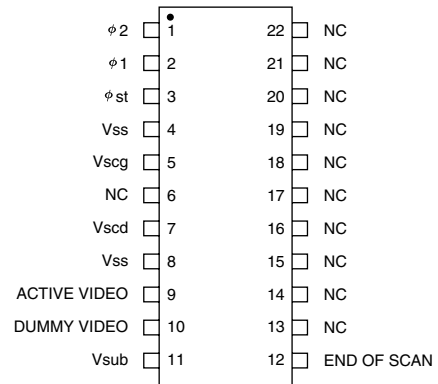 φ2 1 22 NC
φ1 2 21 NC
φst 3 20 NC
Vss 4 19 NC
Vscg 5 18 NC
NC 6 17 NC
Vscd 7 16 NC
Vss 8 15 NC
ACTIVE VIDEO 9 14 NC
DUMMY VIDEO 10 13 NC
Vsub 11 12 END OF SCAN